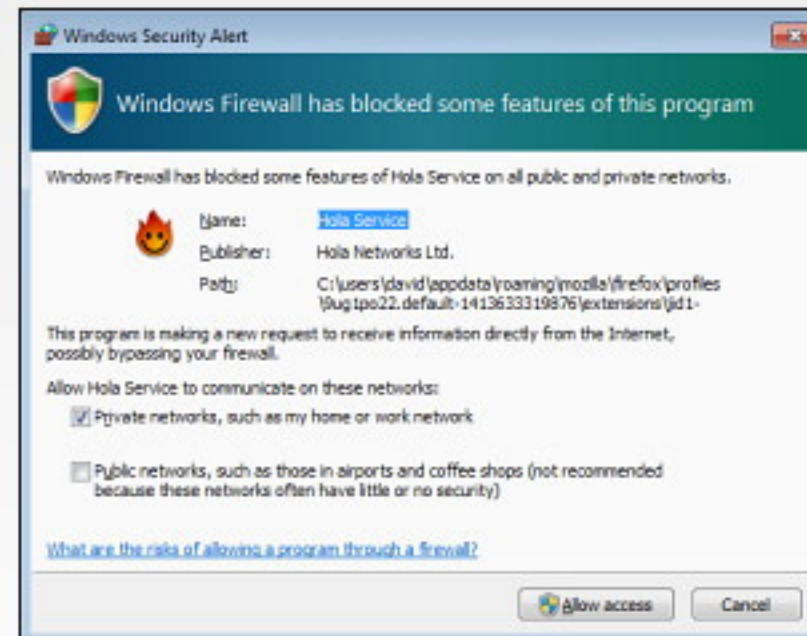 Windows Security Alert
Windows Firewall has blocked some features of this program
Windows Firewall has blocked some features of Hola Service on all public and private networks.
Name: Hola Service
Publisher: Hola Networks Ltd.
Path: C:\users\david\appdata\roaming\mozilla\firefox\profiles
\9ug1po22.default-1413633319876\extensions\jid1-
This program is making a new request to receive information directly from the Internet,
possibly bypassing your firewall.
Allow Hola Service to communicate on these networks:
Private networks, such as my home or work network
Public networks, such as those in airports and coffee shops (not recommended
because these networks often have little or no security)
What are the risks of allowing a program through a firewall?
Allow access Cancel